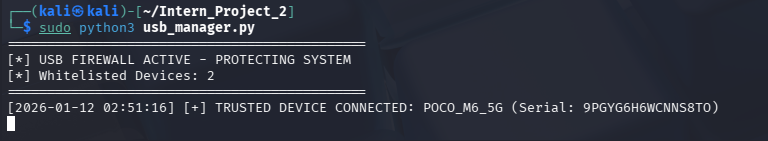 ┌──(kali㉿kali)-[~/Intern_Project_2]
└─$ sudo python3 usb_manager.py
==============================================
[*] USB FIREWALL ACTIVE - PROTECTING SYSTEM
[*] Whitelisted Devices: 2
==============================================
[2026-01-12 02:51:16] [+] TRUSTED DEVICE CONNECTED: POCO_M6_5G (Serial: 9PGYG6H6WCNNS8TO)